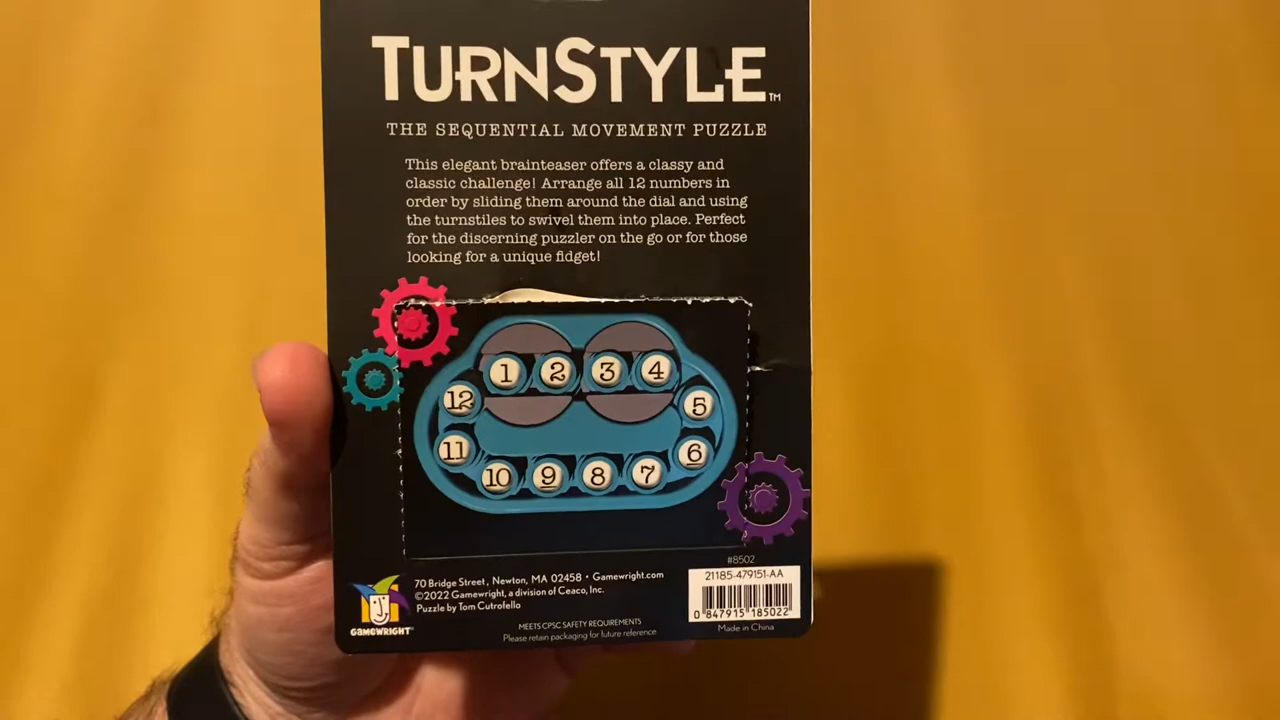 TURNSTYLE™
THE SEQUENTIAL MOVEMENT PUZZLE
This elegant brainteaser offers a classy and
classic challenge! Arrange all 12 numbers in
order by sliding them around the dial and using
the turnstiles to swivel them into place. Perfect
for the discerning puzzler on the go or for those
looking for a unique fidget!
1 2 3 4
12 5
11 6
10 9 8 7
#8502
70 Bridge Street, Newton, MA 02458 • Gamewright.com
©2022 Gamewright, a division of Ceaco, Inc.
Puzzle by Tom Cutrofello
GAMEWRIGHT®
MEETS CPSC SAFETY REQUIREMENTS
Please retain packaging for future reference
21185-479151-AA
0 847915 185022
Made in China